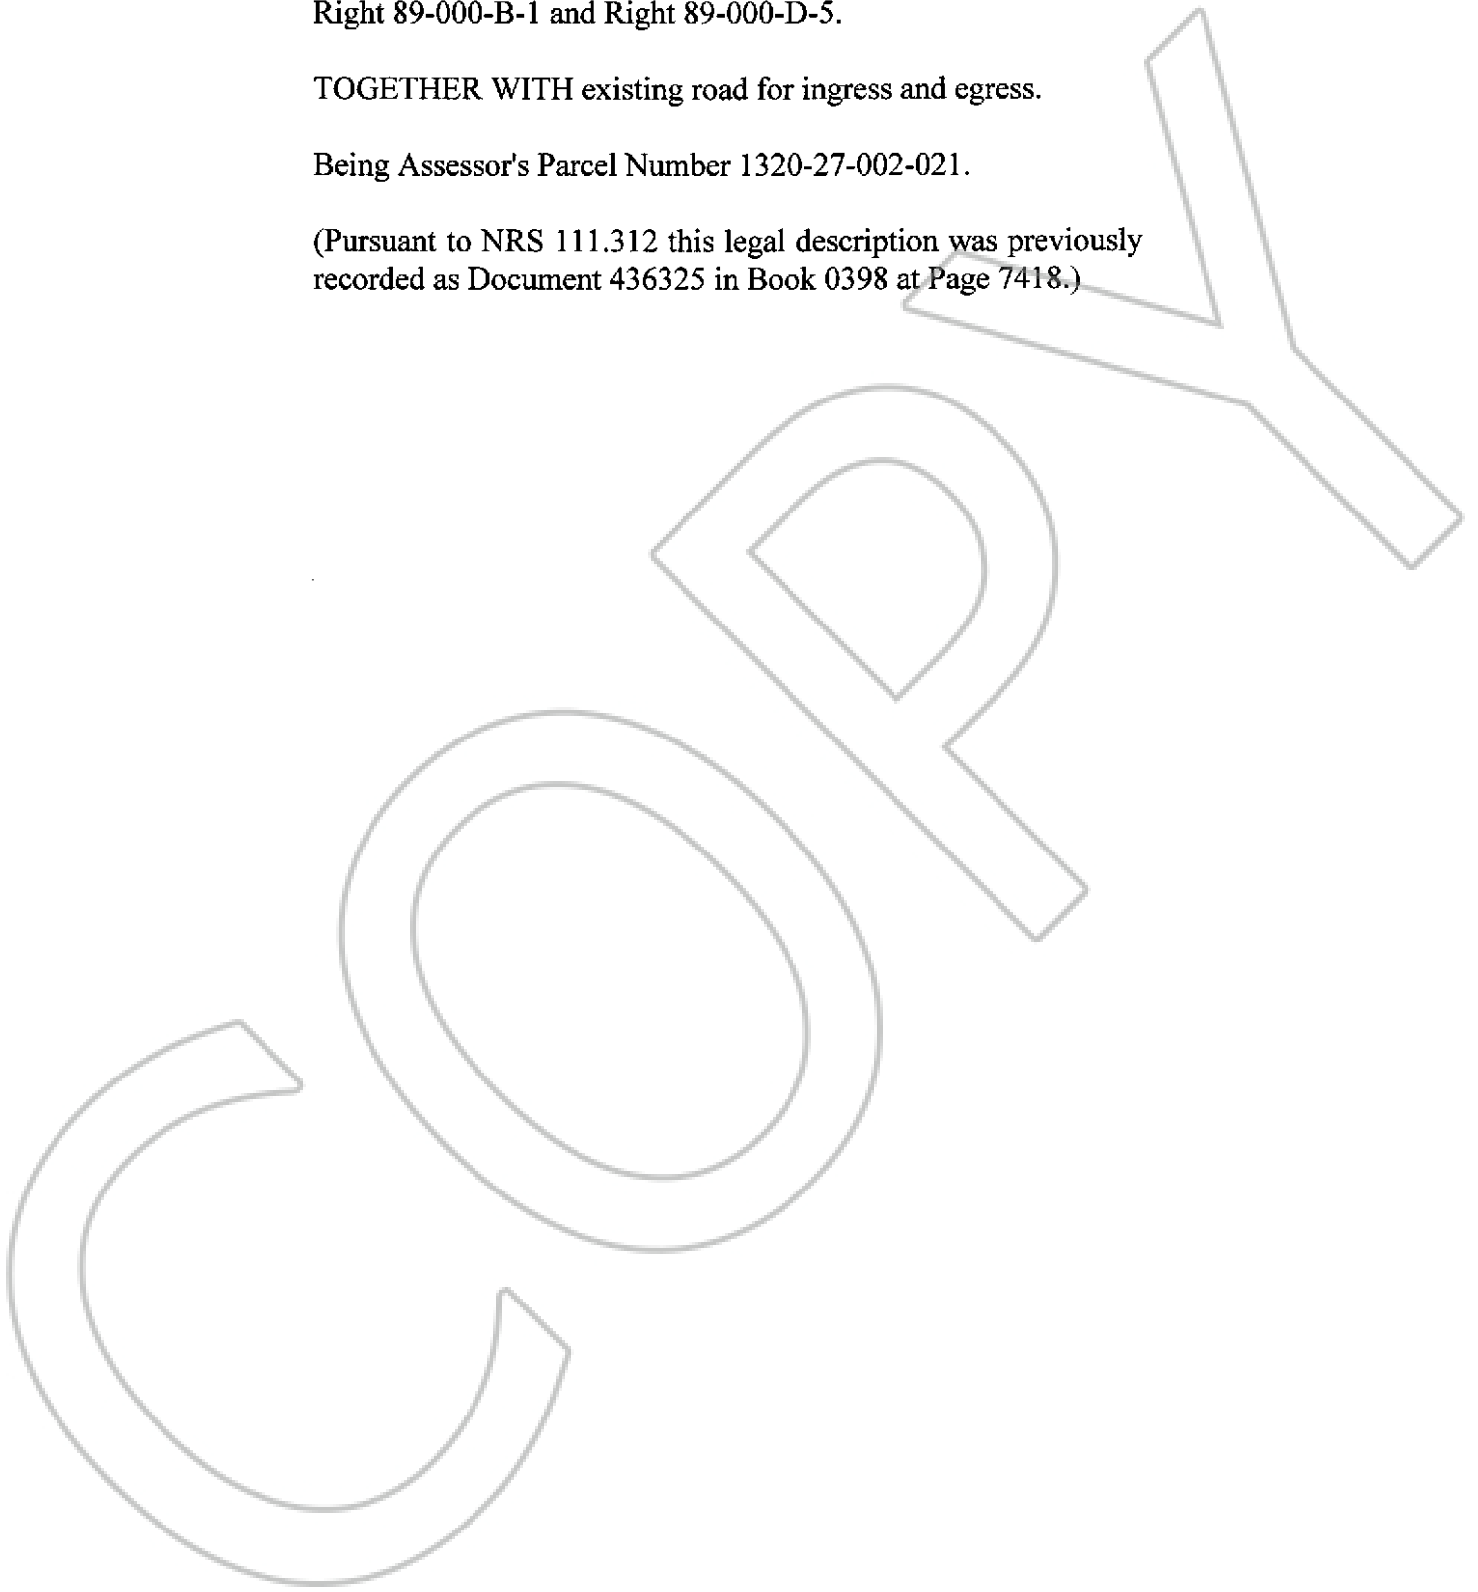 Right 89-000-B-1 and Right 89-000-D-5.
TOGETHER WITH existing road for ingress and egress.
Being Assessor's Parcel Number 1320-27-002-021.
(Pursuant to NRS 111.312 this legal description was previously
recorded as Document 436325 in Book 0398 at Page 7418.)
COPY